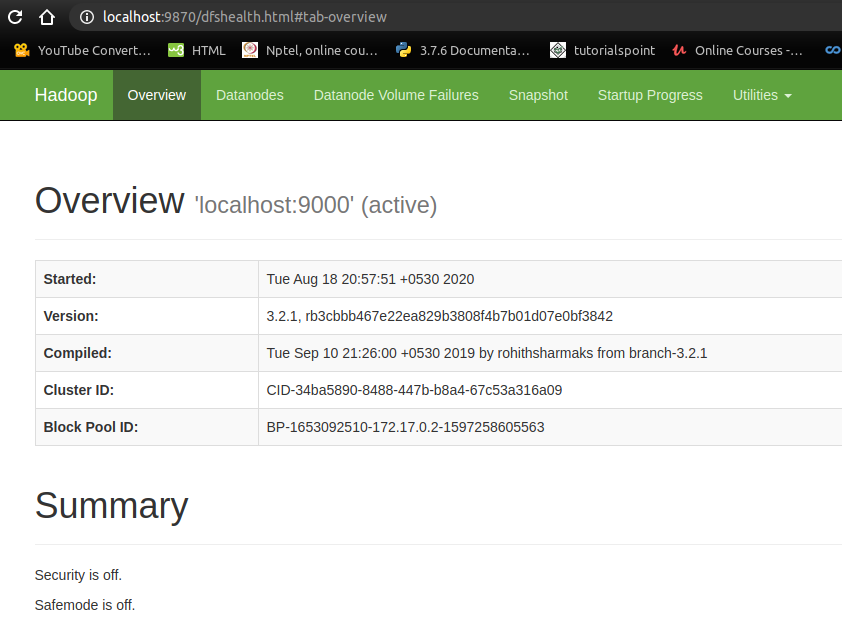 localhost:9870/dfshealth.html#tab-overview
YouTube Convert... HTML Nptel, online cou... 3.7.6 Documenta... tutorialspoint Online Courses -...
Hadoop Overview Datanodes Datanode Volume Failures Snapshot Startup Progress Utilities
Overview 'localhost:9000' (active)
Started: Tue Aug 18 20:57:51 +0530 2020
Version: 3.2.1, rb3cbbb467e22ea829b3808f4b7b01d07e0bf3842
Compiled: Tue Sep 10 21:26:00 +0530 2019 by rohithsharmaks from branch-3.2.1
Cluster ID: CID-34ba5890-8488-447b-b8a4-67c53a316a09
Block Pool ID: BP-1653092510-172.17.0.2-1597258605563
Summary
Security is off.
Safemode is off.